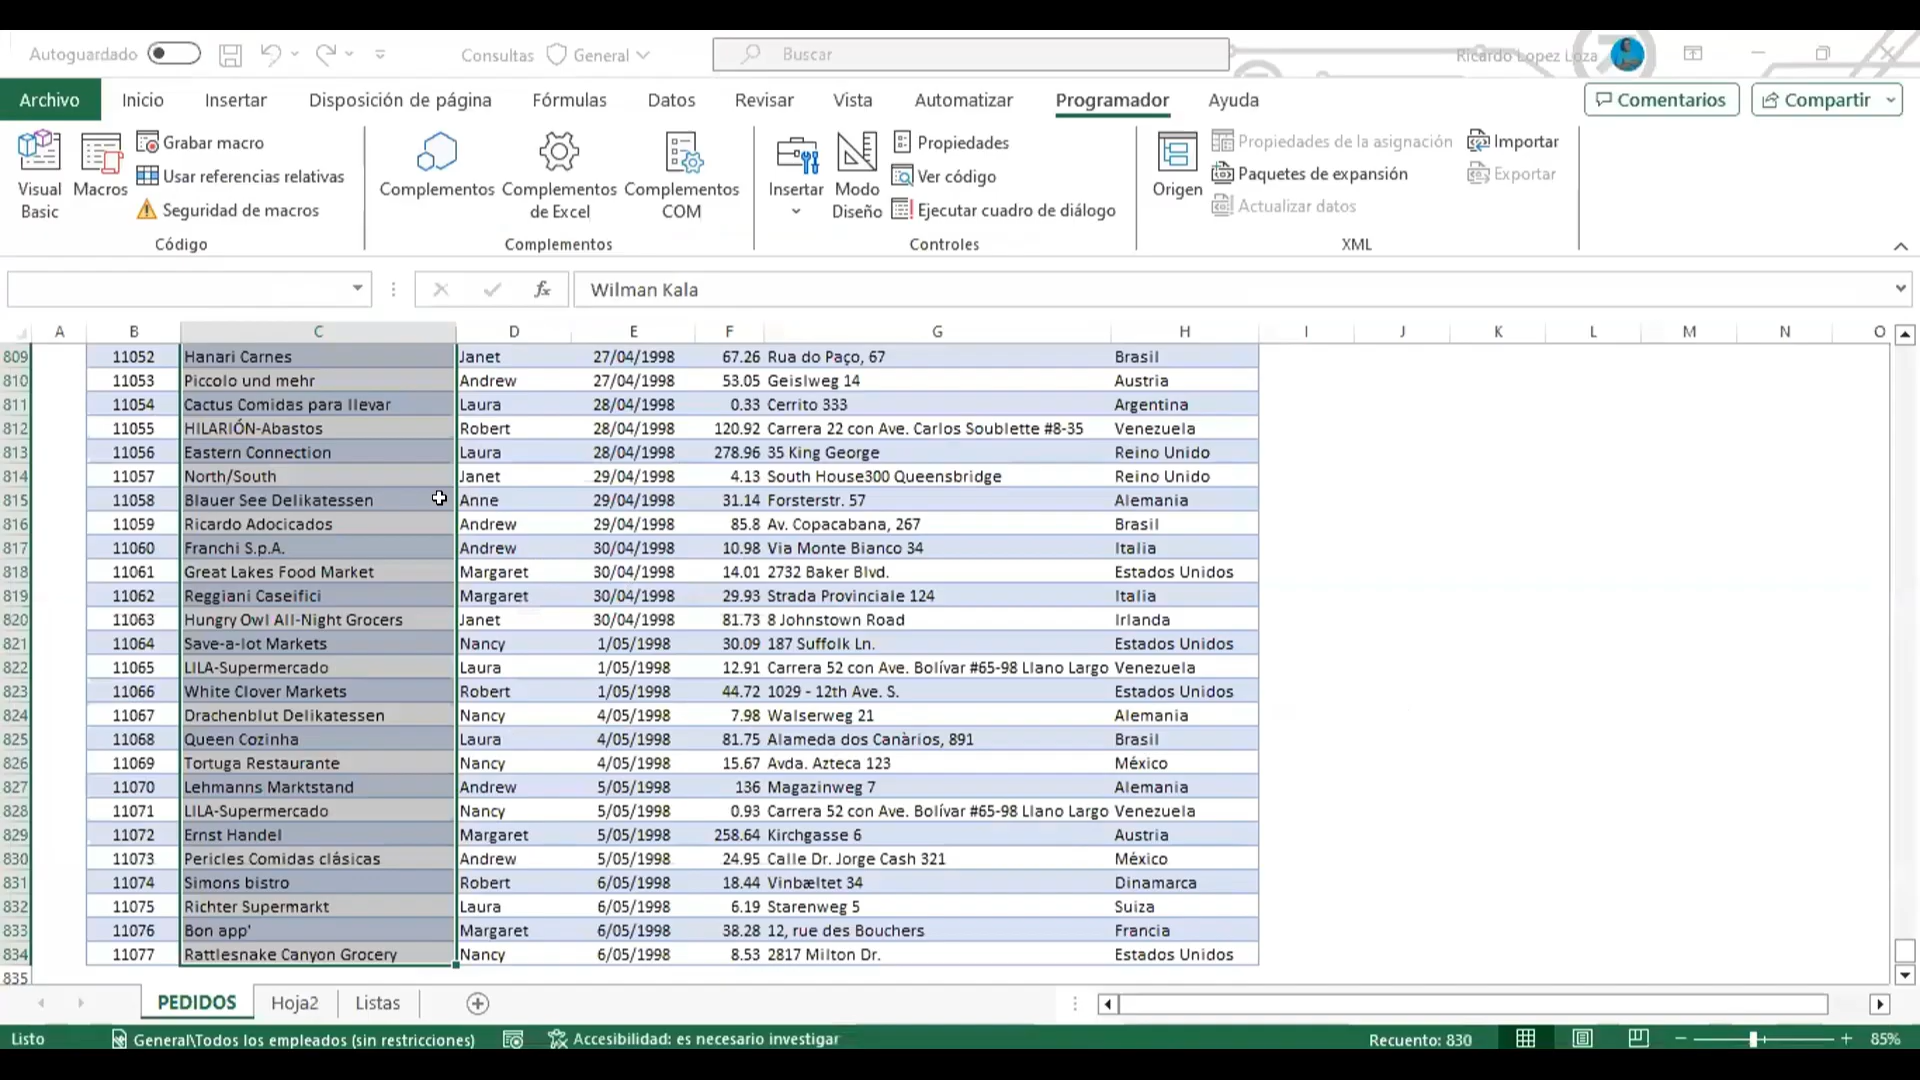 Autoguardado Consultas General Buscar Ricardo Lopez Loza
Archivo Inicio Insertar Disposición de página Fórmulas Datos Revisar Vista Automatizar Programador Ayuda Comentarios Compartir
Visual Basic Macros Grabar macro Usar referencias relativas Seguridad de macros
Complementos Complementos de Excel Complementos COM
Insertar Modo Diseño Propiedades Ver código Ejecutar cuadro de diálogo
Origen Propiedades de la asignación Paquetes de expansión Actualizar datos Importar Exportar
Código Complementos Controles XML
fx Wilman Kala
A B C D E F G H I J K L M N O
809 11052 Hanari Carnes Janet 27/04/1998 67.26 Rua do Paço, 67 Brasil
810 11053 Piccolo und mehr Andrew 27/04/1998 53.05 Geislweg 14 Austria
811 11054 Cactus Comidas para llevar Laura 28/04/1998 0.33 Cerrito 333 Argentina
812 11055 HILARIÓN-Abastos Robert 28/04/1998 120.92 Carrera 22 con Ave. Carlos Soublette #8-35 Venezuela
813 11056 Eastern Connection Laura 28/04/1998 278.96 35 King George Reino Unido
814 11057 North/South Janet 29/04/1998 4.13 South House300 Queensbridge Reino Unido
815 11058 Blauer See Delikatessen Anne 29/04/1998 31.14 Forsterstr. 57 Alemania
816 11059 Ricardo Adocicados Andrew 29/04/1998 85.8 Av. Copacabana, 267 Brasil
817 11060 Franchi S.p.A. Andrew 30/04/1998 10.98 Via Monte Bianco 34 Italia
818 11061 Great Lakes Food Market Margaret 30/04/1998 14.01 2732 Baker Blvd. Estados Unidos
819 11062 Reggiani Caseifici Margaret 30/04/1998 29.93 Strada Provinciale 124 Italia
820 11063 Hungry Owl All-Night Grocers Janet 30/04/1998 81.73 8 Johnstown Road Irlanda
821 11064 Save-a-lot Markets Nancy 1/05/1998 30.09 187 Suffolk Ln. Estados Unidos
822 11065 LILA-Supermercado Laura 1/05/1998 12.91 Carrera 52 con Ave. Bolívar #65-98 Llano Largo Venezuela
823 11066 White Clover Markets Robert 1/05/1998 44.72 1029 - 12th Ave. S. Estados Unidos
824 11067 Drachenblut Delikatessen Nancy 4/05/1998 7.98 Walserweg 21 Alemania
825 11068 Queen Cozinha Laura 4/05/1998 81.75 Alameda dos Canàrios, 891 Brasil
826 11069 Tortuga Restaurante Nancy 4/05/1998 15.67 Avda. Azteca 123 México
827 11070 Lehmanns Marktstand Andrew 5/05/1998 136 Magazinweg 7 Alemania
828 11071 LILA-Supermercado Nancy 5/05/1998 0.93 Carrera 52 con Ave. Bolívar #65-98 Llano Largo Venezuela
829 11072 Ernst Handel Margaret 5/05/1998 258.64 Kirchgasse 6 Austria
830 11073 Pericles Comidas clásicas Andrew 5/05/1998 24.95 Calle Dr. Jorge Cash 321 México
831 11074 Simons bistro Robert 6/05/1998 18.44 Vinbæltet 34 Dinamarca
832 11075 Richter Supermarkt Laura 6/05/1998 6.19 Starenweg 5 Suiza
833 11076 Bon app' Margaret 6/05/1998 38.28 12, rue des Bouchers Francia
834 11077 Rattlesnake Canyon Grocery Nancy 6/05/1998 8.53 2817 Milton Dr. Estados Unidos
835
PEDIDOS Hoja2 Listas
Listo General\Todos los empleados (sin restricciones) Accesibilidad: es necesario investigar Recuento: 830 85%